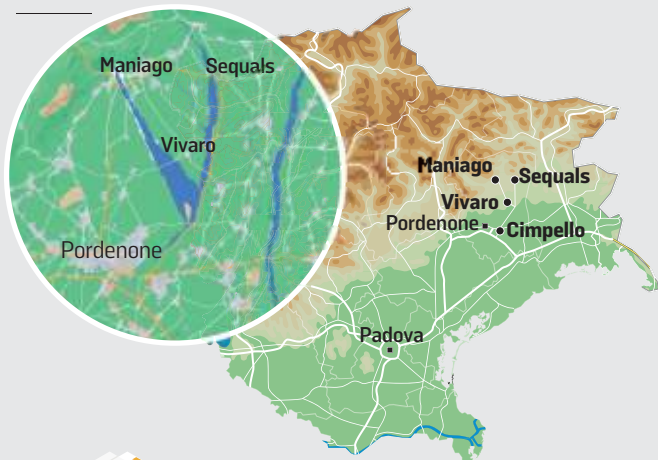 Maniago
Sequals
Vivaro
Pordenone
Maniago
Sequals
Vivaro
Pordenone
Cimpello
Padova